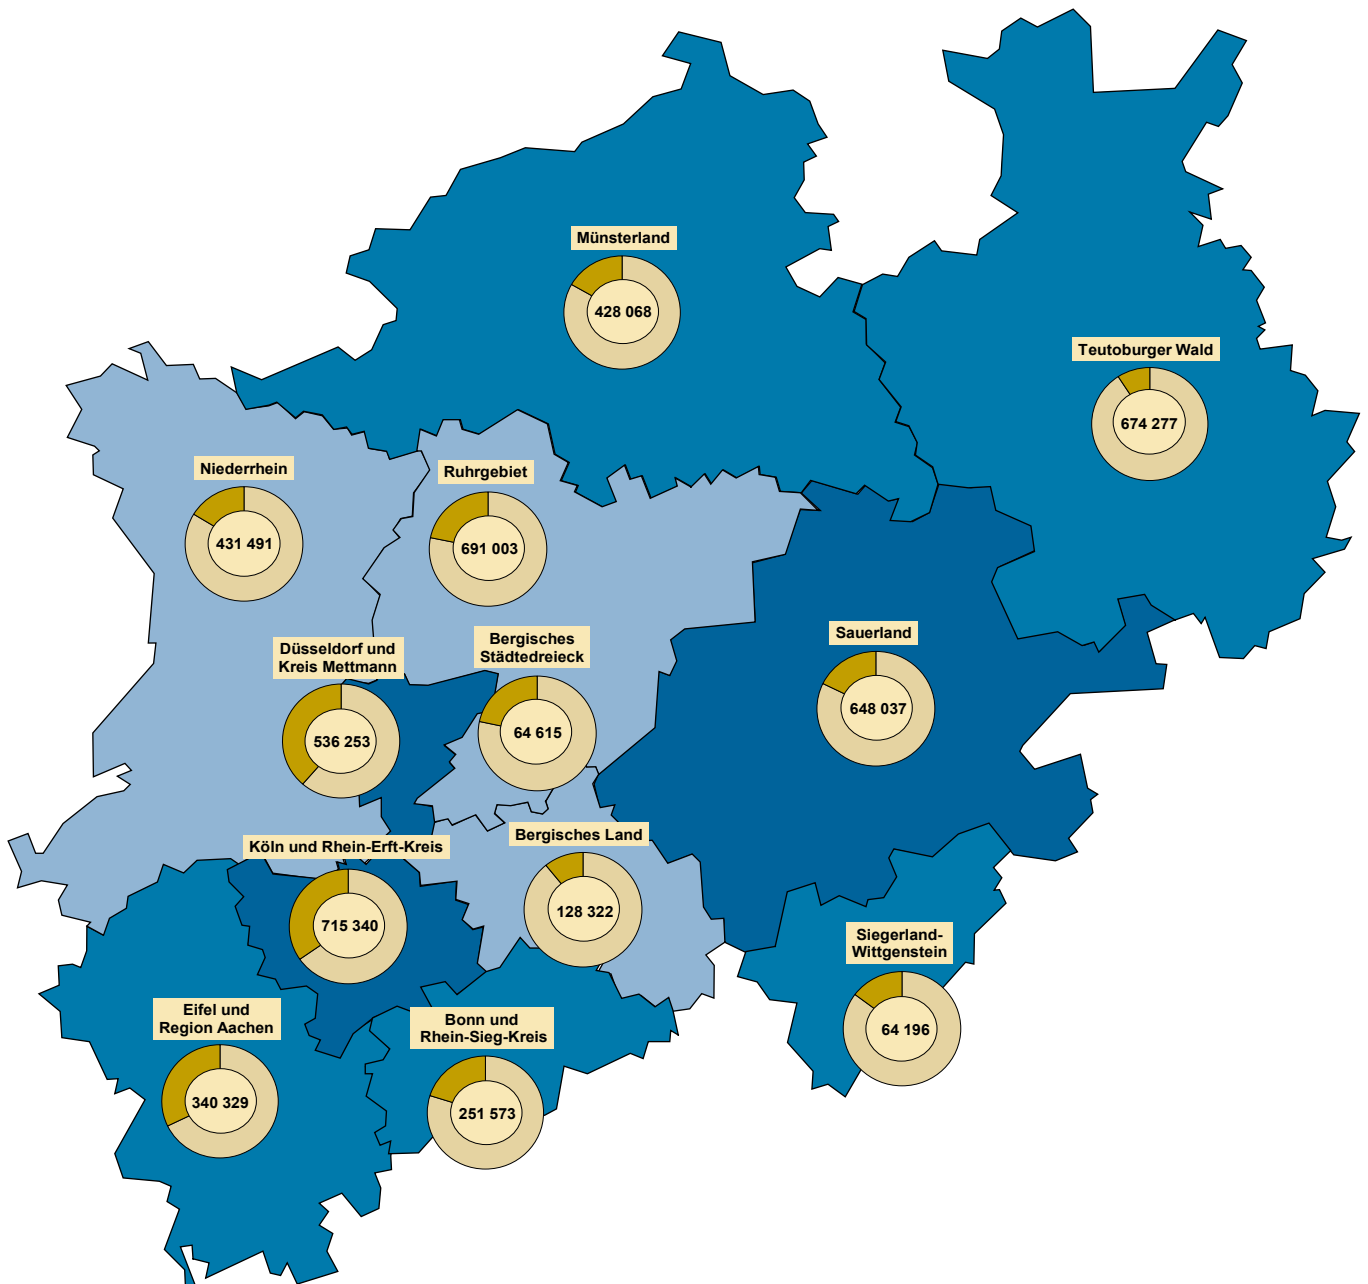 Münsterland
428 068
Teutoburger Wald
674 277
Niederrhein
431 491
Ruhrgebiet
691 003
Düsseldorf und
Kreis Mettmann
536 253
Bergisches
Städtedreieck
64 615
Sauerland
648 037
Köln und Rhein-Erft-Kreis
715 340
Bergisches Land
128 322
Siegerland-
Wittgenstein
64 196
Eifel und
Region Aachen
340 329
Bonn und
Rhein-Sieg-Kreis
251 573